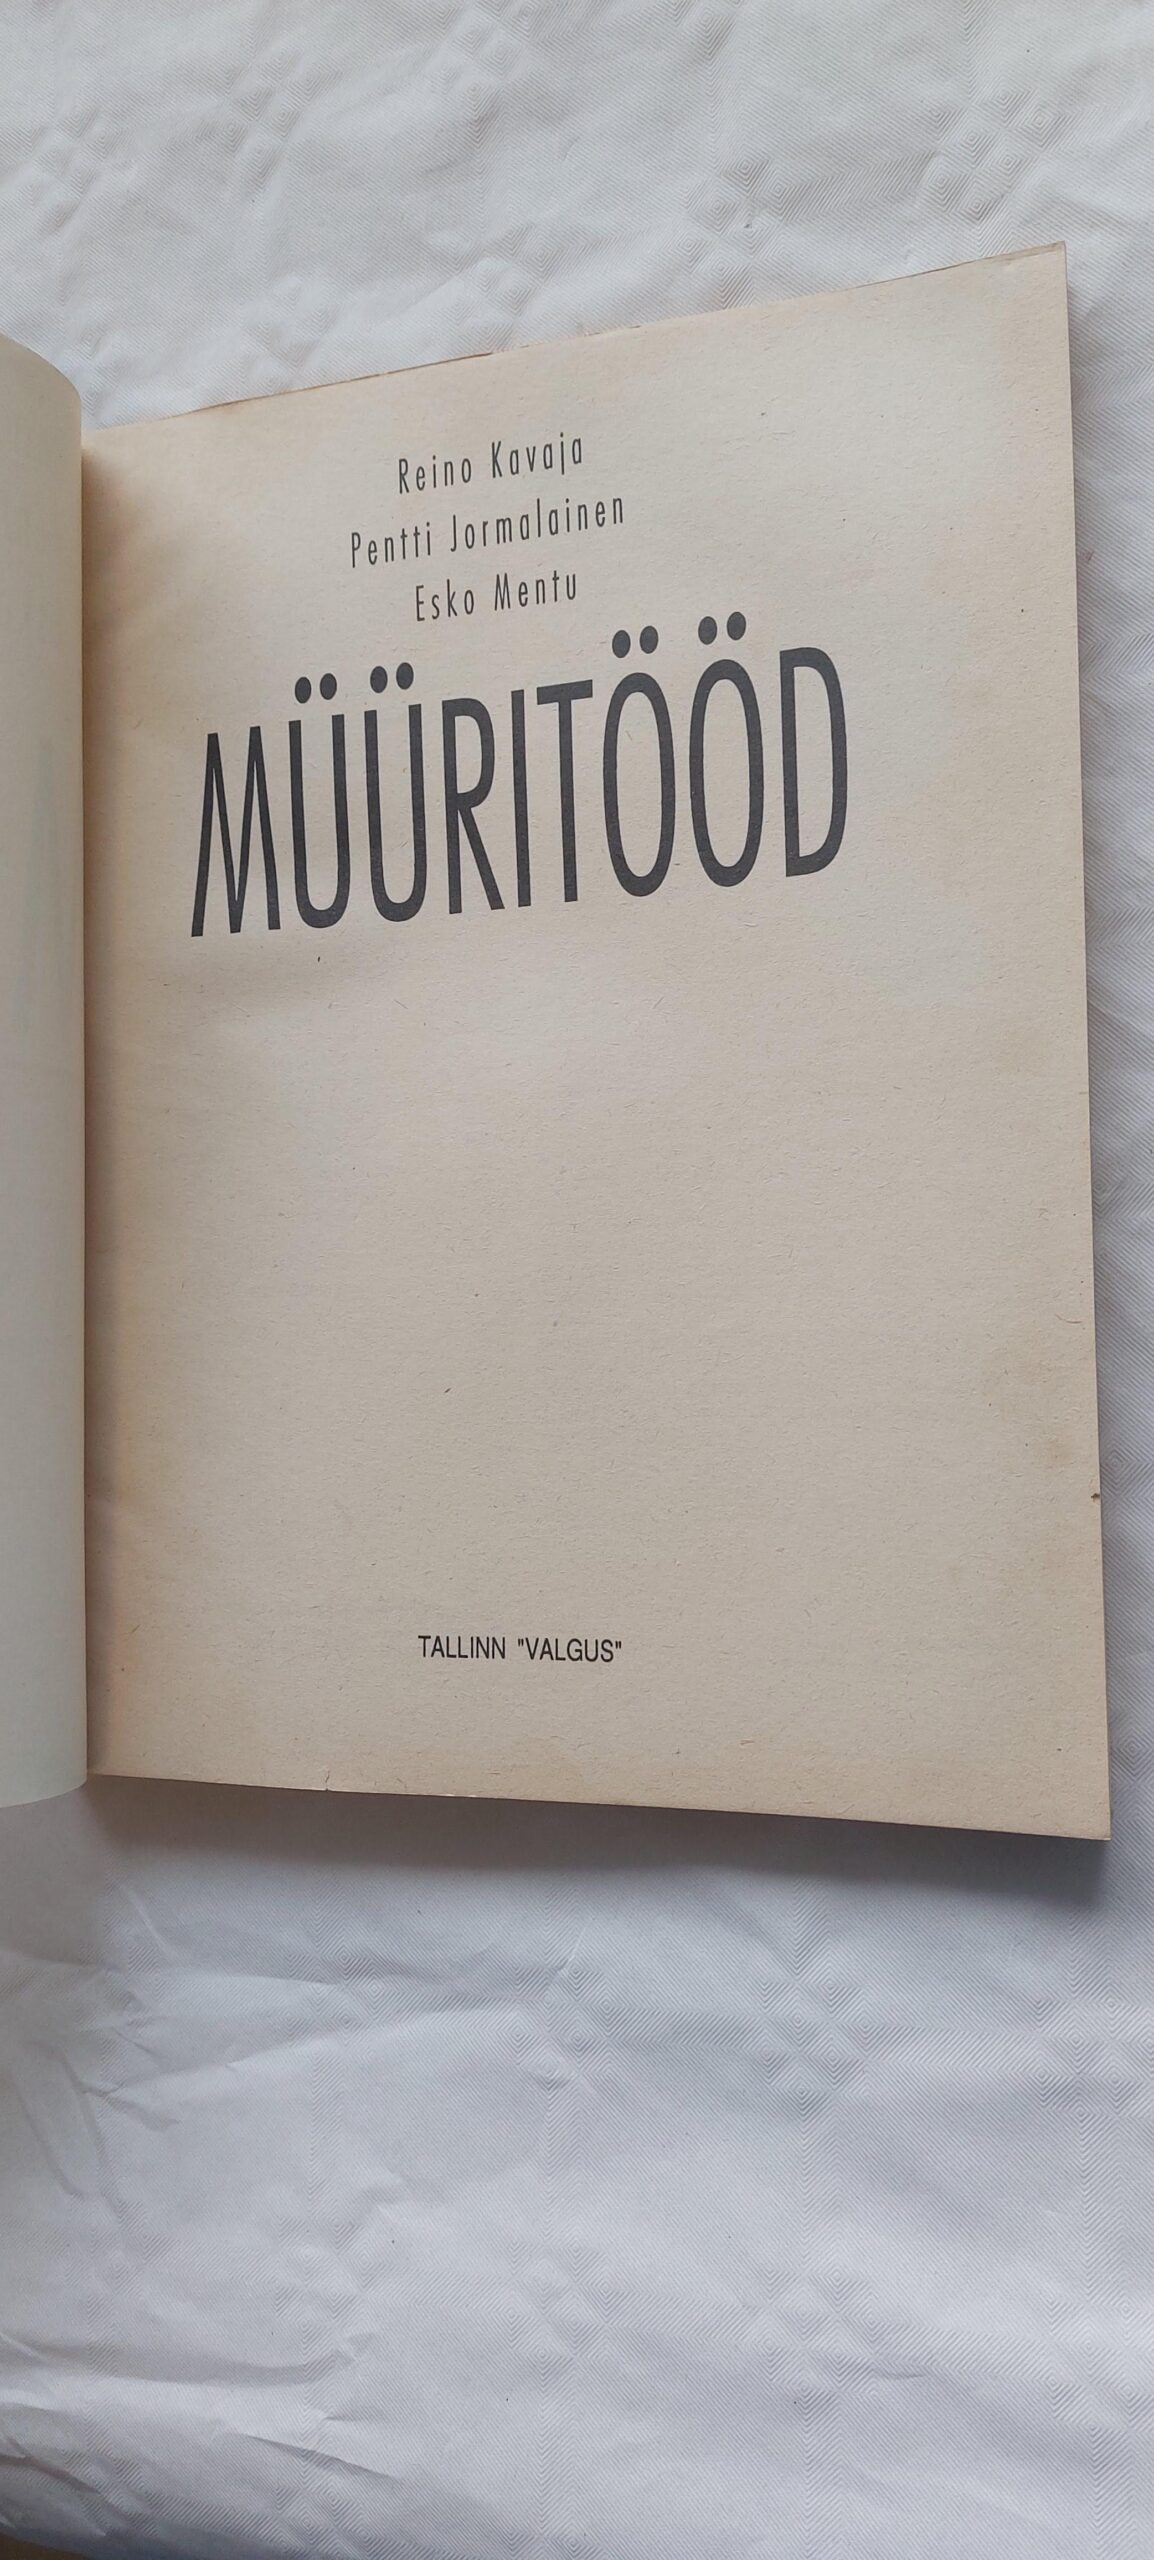 Reino Kavaja
Pentti Jormalainen
Esko Mentu
MÜÜRITÖÖD
TALLINN "VALGUS"